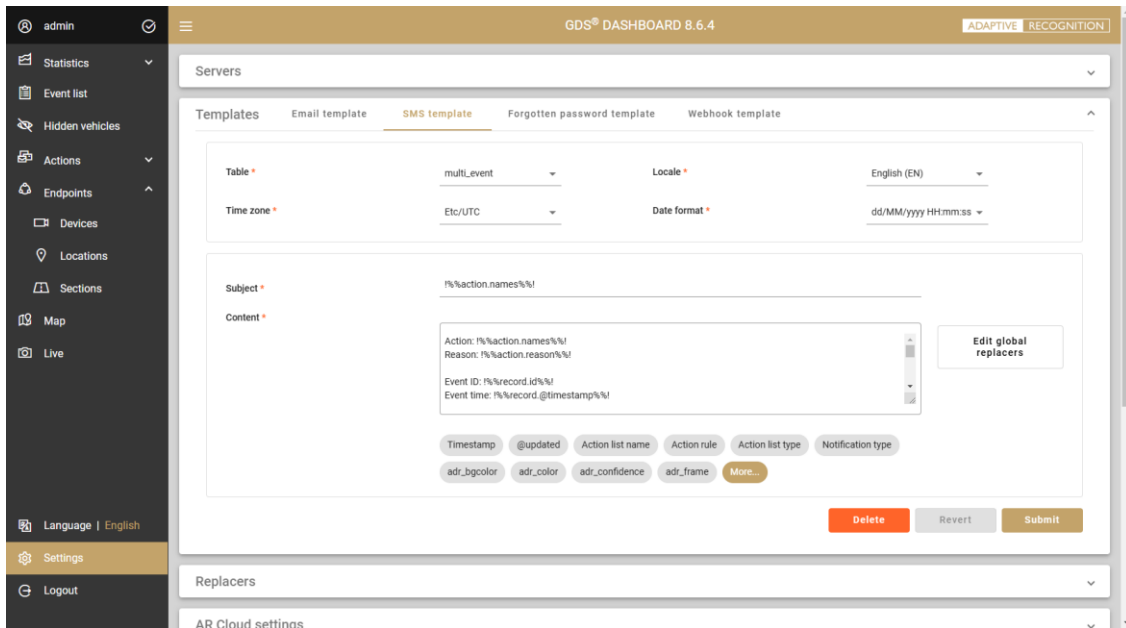 admin
GDS® DASHBOARD 8.6.4
ADAPTIVE RECOGNITION
Statistics
Event list
Hidden vehicles
Actions
Endpoints
Devices
Locations
Sections
Map
Live
Language | English
Settings
Logout
Servers
Templates Email template SMS template Forgotten password template Webhook template
Table * multi_event Locale * English (EN)
Time zone * Etc/UTC Date format * dd/MM/yyyy HH:mm:ss
Subject * !%%action.names%%!
Content *
Action: !%%action.names%%!
Reason: !%%action.reason%%!
Event ID: !%%record.id%%!
Event time: !%%record.@timestamp%%!
Edit global
replacers
Timestamp @updated Action list name Action rule Action list type Notification type
adr_bgcolor adr_color adr_confidence adr_frame More...
Delete Revert Submit
Replacers
AR Cloud settings